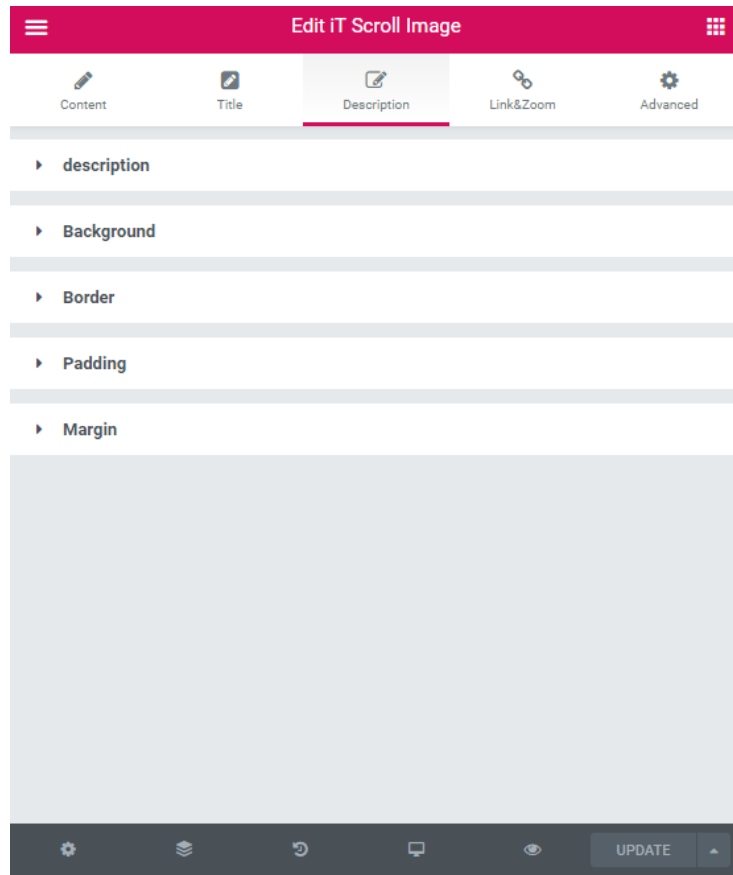 Edit iT Scroll Image
Content Title Description Link&Zoom Advanced
description
Background
Border
Padding
Margin
UPDATE